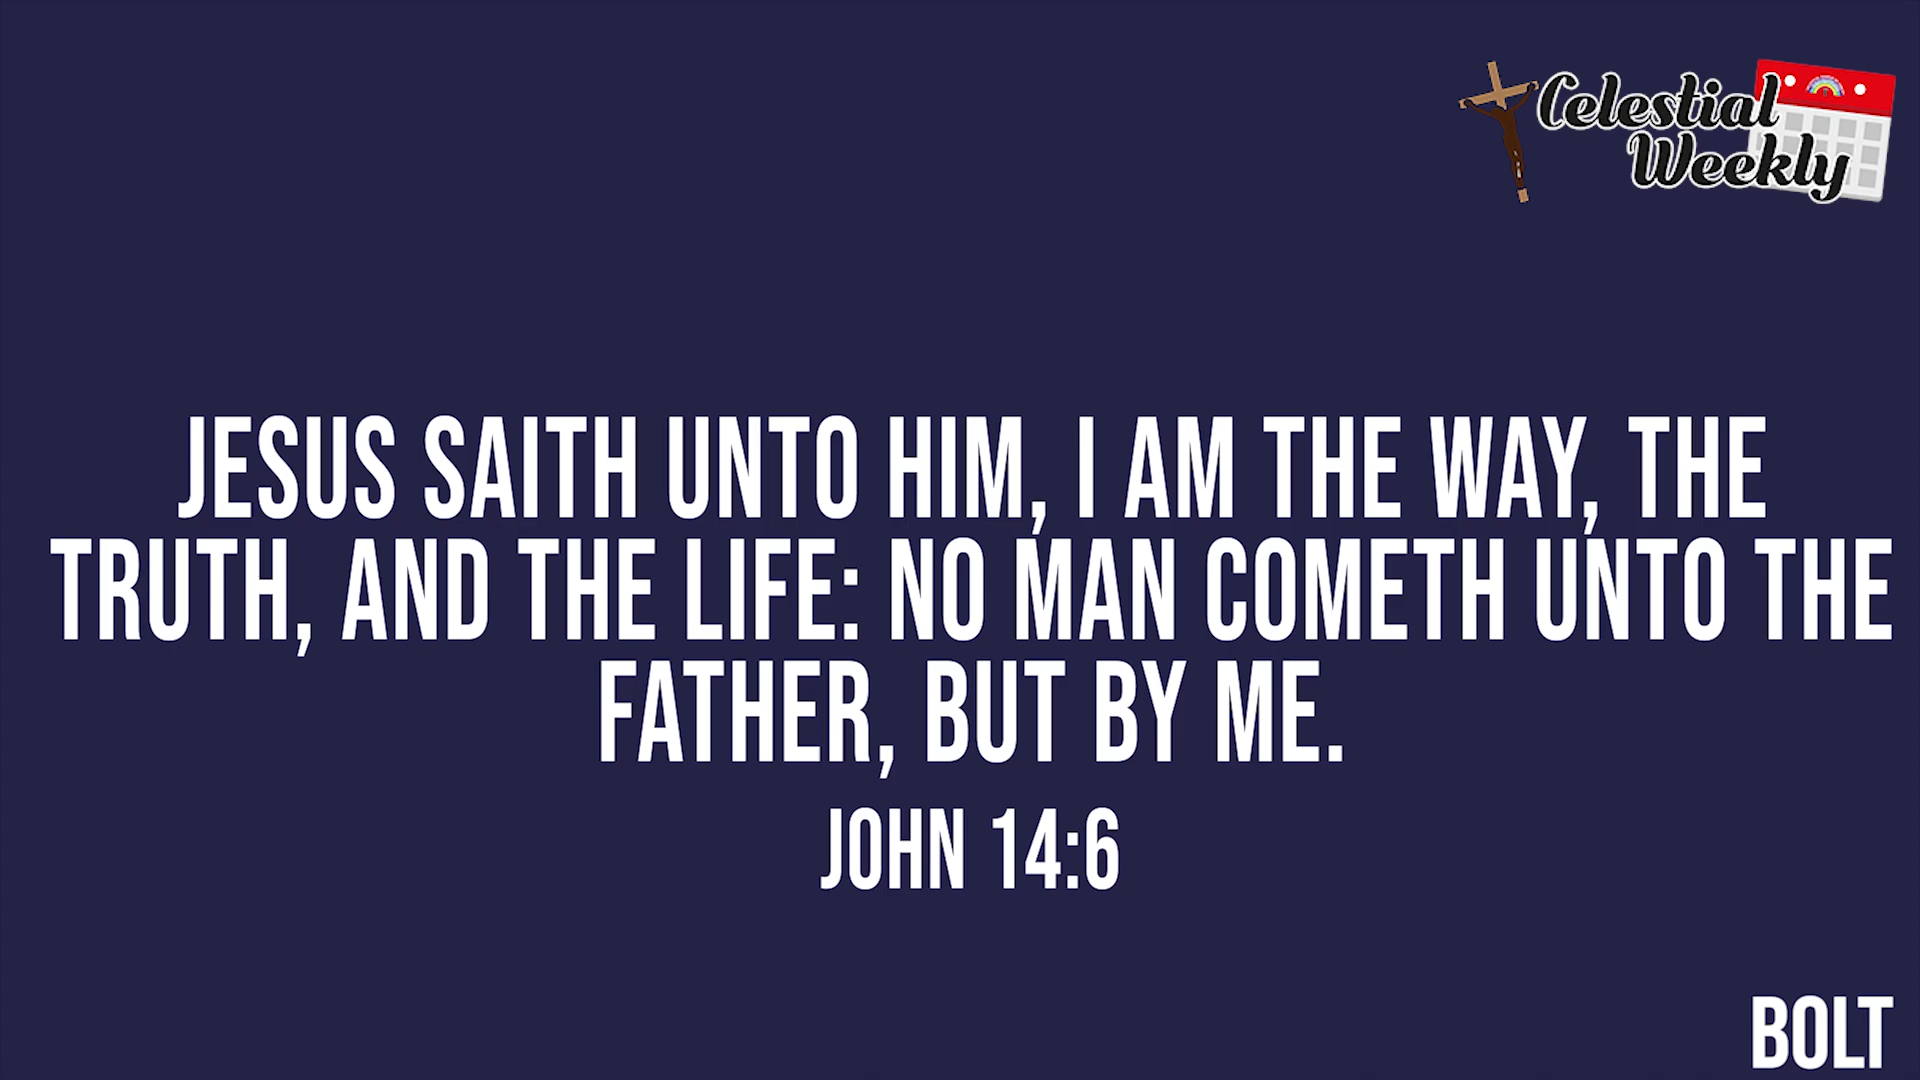 Celestial
Weekly
JESUS SAITH UNTO HIM, I AM THE WAY, THE
TRUTH, AND THE LIFE: NO MAN COMETH UNTO THE
FATHER, BUT BY ME.
JOHN 14:6
BOLT